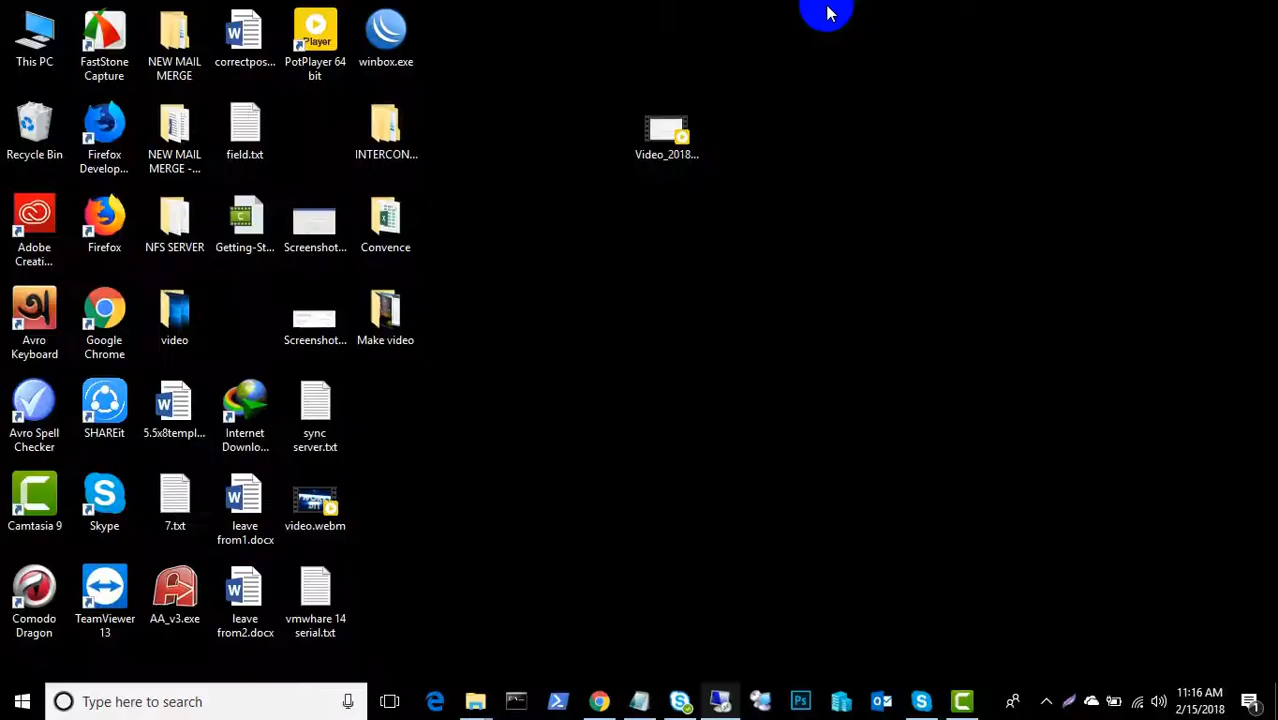 This PC
FastStone
Capture
NEW MAIL
MERGE
correctpos...
Player
PotPlayer 64
bit
winbox.exe
Recycle Bin
Firefox
Develop...
NEW MAIL
MERGE -...
field.txt
INTERCON...
Video_2018...
Adobe
Creati...
Firefox
NFS SERVER
Getting-St...
Screenshot...
Convence
Avro
Keyboard
Google
Chrome
video
Screenshot...
Make video
Avro Spell
Checker
SHAREit
5.5x8templ...
Internet
Downlo...
sync
server.txt
Camtasia 9
Skype
7.txt
leave
from1.docx
video.webm
Comodo
Dragon
TeamViewer
13
AA_v3.exe
leave
from2.docx
vmwhare 14
serial.txt
Type here to search
11:16 AM
2/15/2018